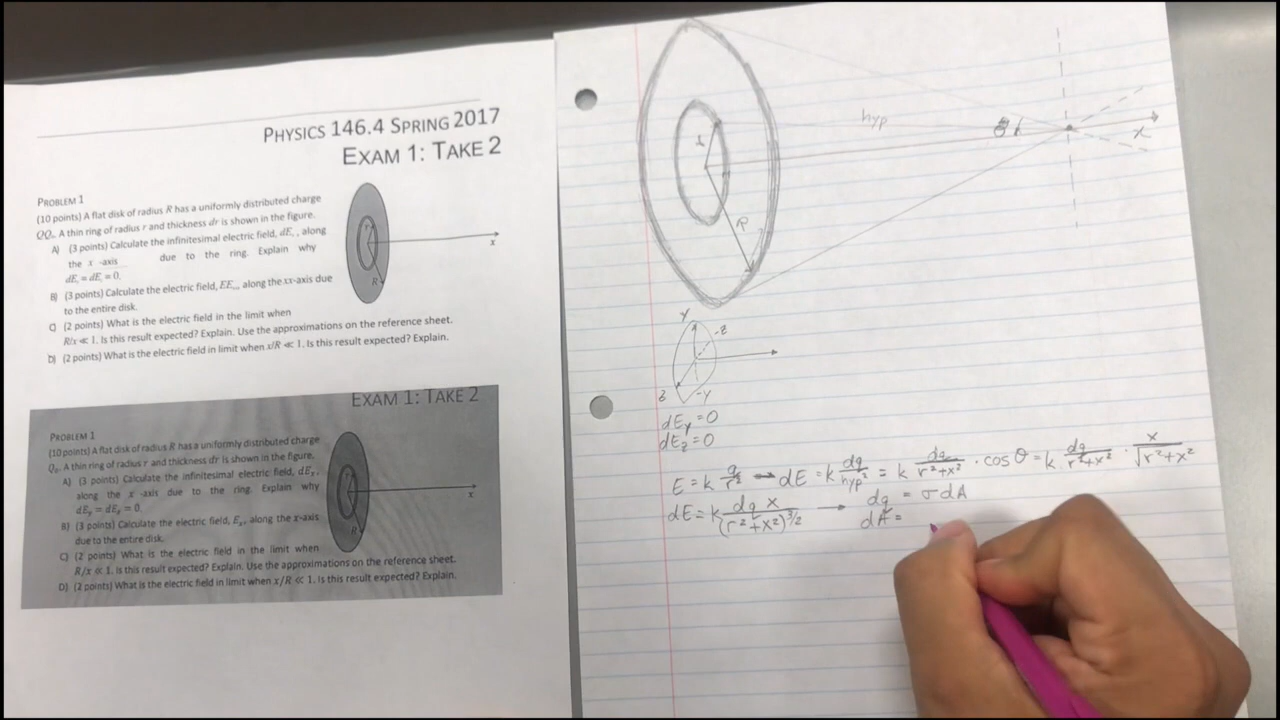 PHYSICS 146.4 SPRING 2017
EXAM 1: TAKE 2
PROBLEM 1
(10 points) A flat disk of radius R has a uniformly distributed charge
QQ₀. A thin ring of radius r and thickness dr is shown in the figure.
A) (3 points) Calculate the infinitesimal electric field, dE , along
the x -axis due to the ring. Explain why
dE = dE = 0.
B) (3 points) Calculate the electric field, EE , along the xx-axis due
to the entire disk.
C) (2 points) What is the electric field in the limit when
R/x ≪ 1. Is this result expected? Explain. Use the approximations on the reference sheet.
D) (2 points) What is the electric field in limit when x/R ≪ 1. Is this result expected? Explain.
r
R
x
EXAM 1: TAKE 2
PROBLEM 1
(10 points) A flat disk of radius R has a uniformly distributed charge
Q₀. A thin ring of radius r and thickness dr is shown in the figure.
A) (3 points) Calculate the infinitesimal electric field, dEₓ,
along the x -axis due to the ring. Explain why
dEy = dEz = 0.
B) (3 points) Calculate the electric field, Eₓ, along the x-axis
due to the entire disk.
C) (2 points) What is the electric field in the limit when
R/x ≪ 1. Is this result expected? Explain. Use the approximations on the reference sheet.
D) (2 points) What is the electric field in limit when x/R ≪ 1. Is this result expected? Explain.
R
x
hyp
r
R
x
Y
-z
z
-Y
dEy = 0
dEz = 0
E = k q/r² → dE = k dq/hyp² = k dq/r²+x² · cos θ = k · dq/r²+x² · x/√r²+x²
dE = k dq x/(r²+x²)^3/2 → dq = σ dA
dA =